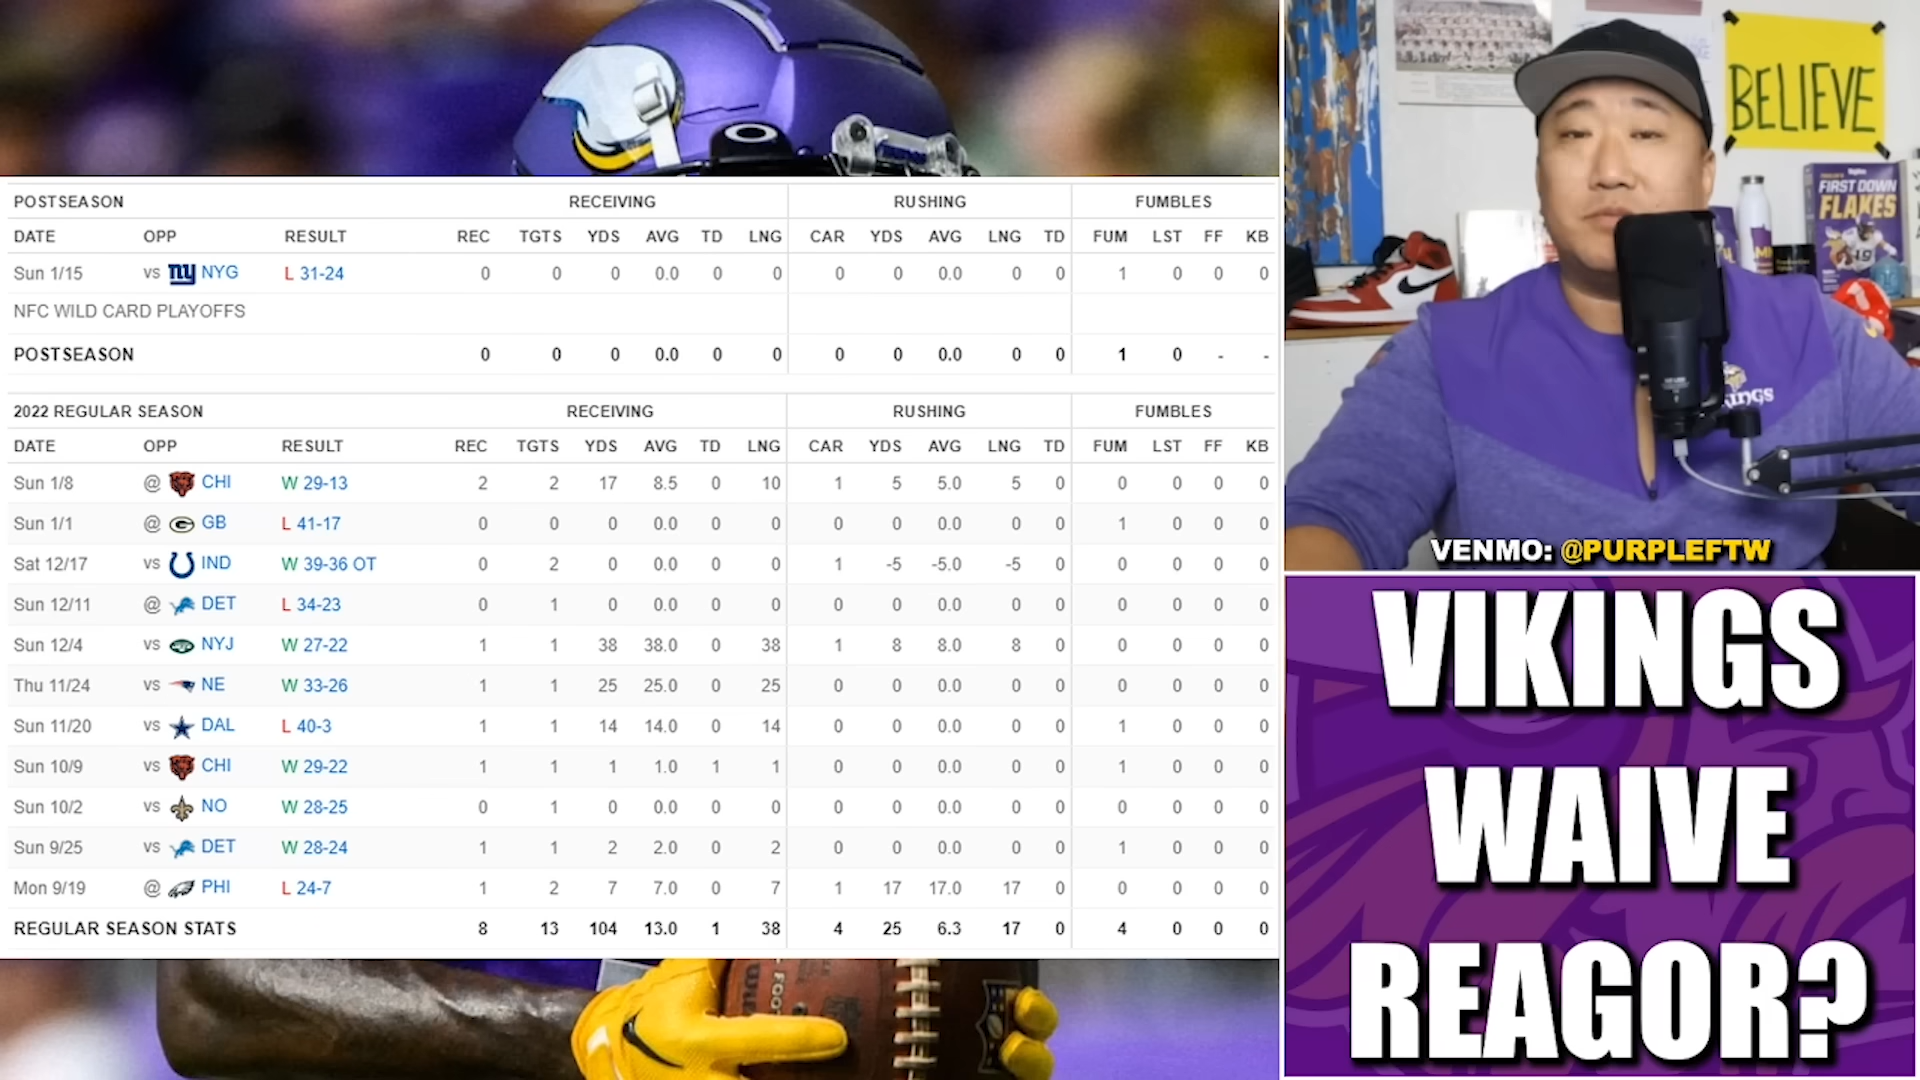 POSTSEASON RECEIVING RUSHING FUMBLES
DATE OPP RESULT REC TGTS YDS AVG TD LNG CAR YDS AVG LNG TD FUM LST FF KB
Sun 1/15 vs NY NYG L 31-24 0 0 0 0.0 0 0 0 0 0.0 0 0 1 0 0 0
NFC WILD CARD PLAYOFFS
POSTSEASON 0 0 0 0.0 0 0 0 0 0.0 0 0 1 0 - -
2022 REGULAR SEASON RECEIVING RUSHING FUMBLES
DATE OPP RESULT REC TGTS YDS AVG TD LNG CAR YDS AVG LNG TD FUM LST FF KB
Sun 1/8 @ CHI W 29-13 2 2 17 8.5 0 10 1 5 5.0 5 0 0 0 0 0
Sun 1/1 @ GB L 41-17 0 0 0 0.0 0 0 0 0 0.0 0 0 1 0 0 0
Sat 12/17 vs IND W 39-36 OT 0 2 0 0.0 0 0 1 -5 -5.0 -5 0 0 0 0 0
Sun 12/11 @ DET L 34-23 0 1 0 0.0 0 0 0 0 0.0 0 0 0 0 0 0
Sun 12/4 vs NYJ W 27-22 1 1 38 38.0 0 38 1 8 8.0 8 0 0 0 0 0
Thu 11/24 vs NE W 33-26 1 1 25 25.0 0 25 0 0 0.0 0 0 0 0 0 0
Sun 11/20 vs DAL L 40-3 1 1 14 14.0 0 14 0 0 0.0 0 0 1 0 0 0
Sun 10/9 vs CHI W 29-22 1 1 1 1.0 1 1 0 0 0.0 0 0 1 0 0 0
Sun 10/2 vs NO W 28-25 0 1 0 0.0 0 0 0 0 0.0 0 0 0 0 0 0
Sun 9/25 vs DET W 28-24 1 1 2 2.0 0 2 0 0 0.0 0 0 1 0 0 0
Mon 9/19 @ PHI L 24-7 1 2 7 7.0 0 7 1 17 17.0 17 0 0 0 0 0
REGULAR SEASON STATS 8 13 104 13.0 1 38 4 25 6.3 17 0 4 0 0 0
BELIEVE
FIRST DOWN
FLAKES
VENMO: @PURPLEFTW
VIKINGS
WAIVE
REAGOR?